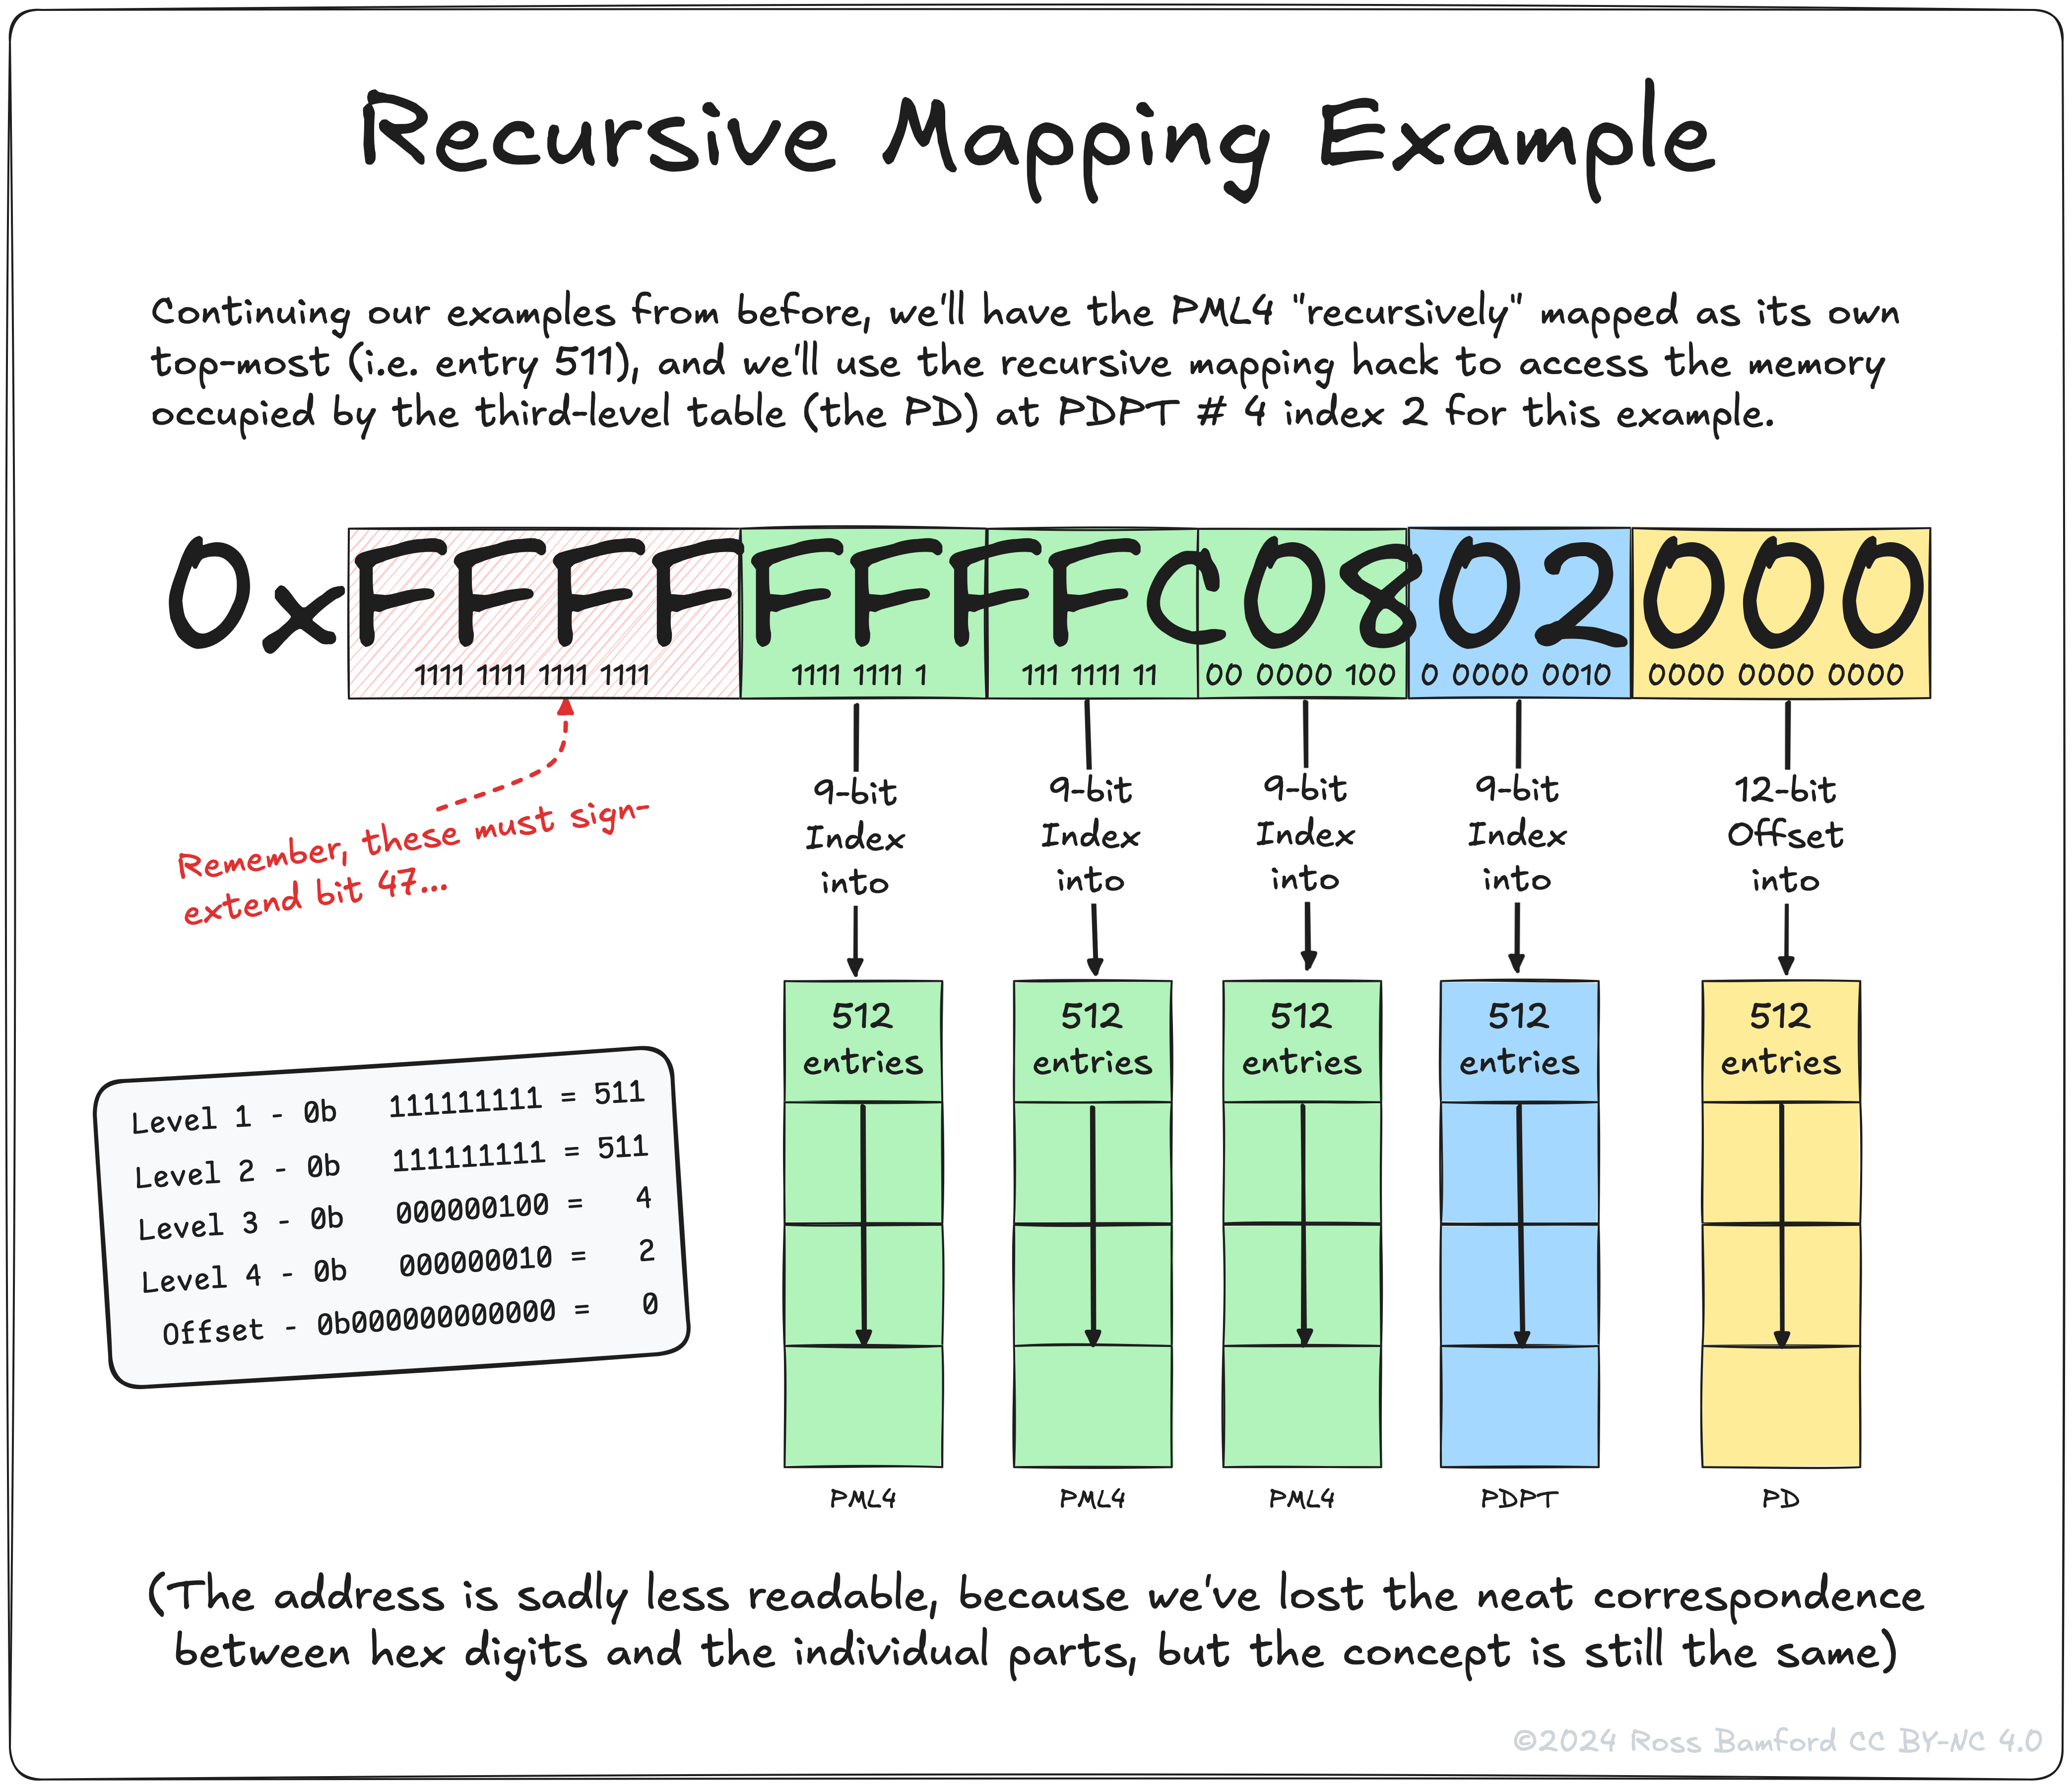 Recursive Mapping Example
Continuing our examples from before, we'll have the PML4 "recursively" mapped as its own
top-most (i.e. entry 511), and we'll use the recursive mapping hack to access the memory
occupied by the third-level table (the PD) at PDPT # 4 index 2 for this example.
0xFFFFFFFFC0802000
1111 1111 1111 1111
1111 1111 1
111 1111 11
00 0000 100
0 0000 0010
0000 0000 0000
Remember, these must sign-
extend bit 47...
9-bit
Index
into
9-bit
Index
into
9-bit
Index
into
9-bit
Index
into
12-bit
Offset
into
512
entries
512
entries
512
entries
512
entries
512
entries
PML4
PML4
PML4
PDPT
PD
Level 1 - 0b 111111111 = 511
Level 2 - 0b 111111111 = 511
Level 3 - 0b 000000100 = 4
Level 4 - 0b 000000010 = 2
Offset - 0b000000000000 = 0
(The address is sadly less readable, because we've lost the neat correspondence
between hex digits and the individual parts, but the concept is still the same)
©2024 Ross Bamford CC BY-NC 4.0